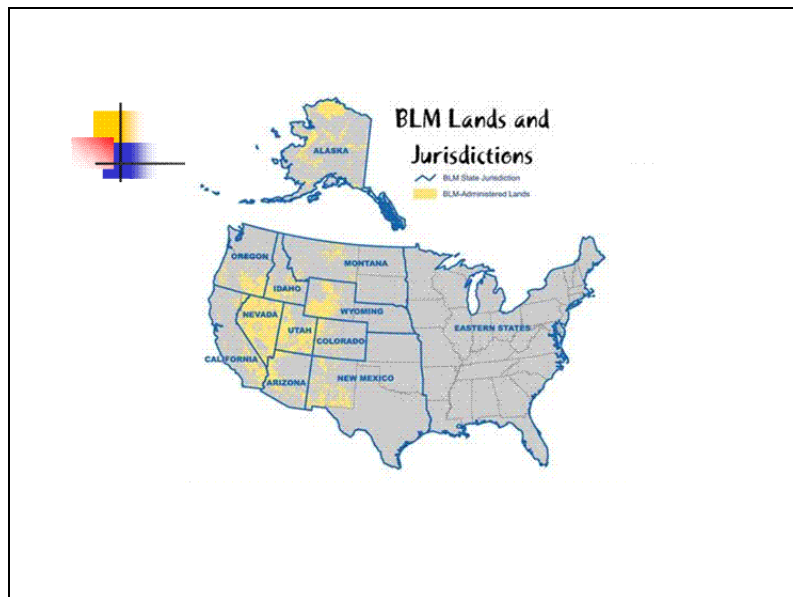 BLM Lands and
Jurisdictions
BLM State Jurisdiction
BLM-Administered Lands
ALASKA
OREGON
MONTANA
IDAHO
WYOMING
NEVADA
UTAH
COLORADO
EASTERN STATES
CALIFORNIA
ARIZONA
NEW MEXICO